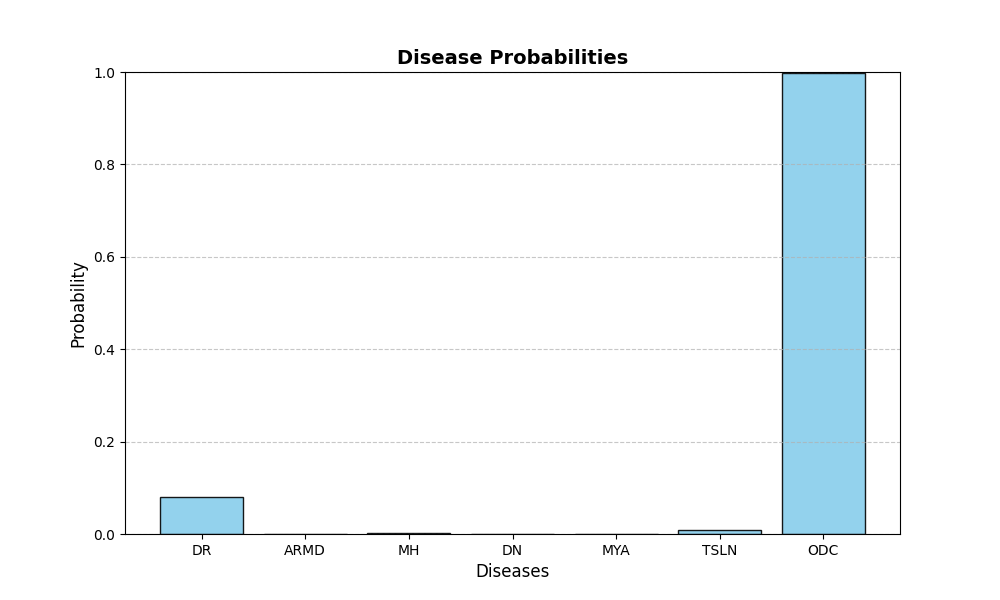 Disease Probabilities
1.0
0.8
0.6
0.4
0.2
0.0
Probability
DR ARMD MH DN MYA TSLN ODC
Diseases